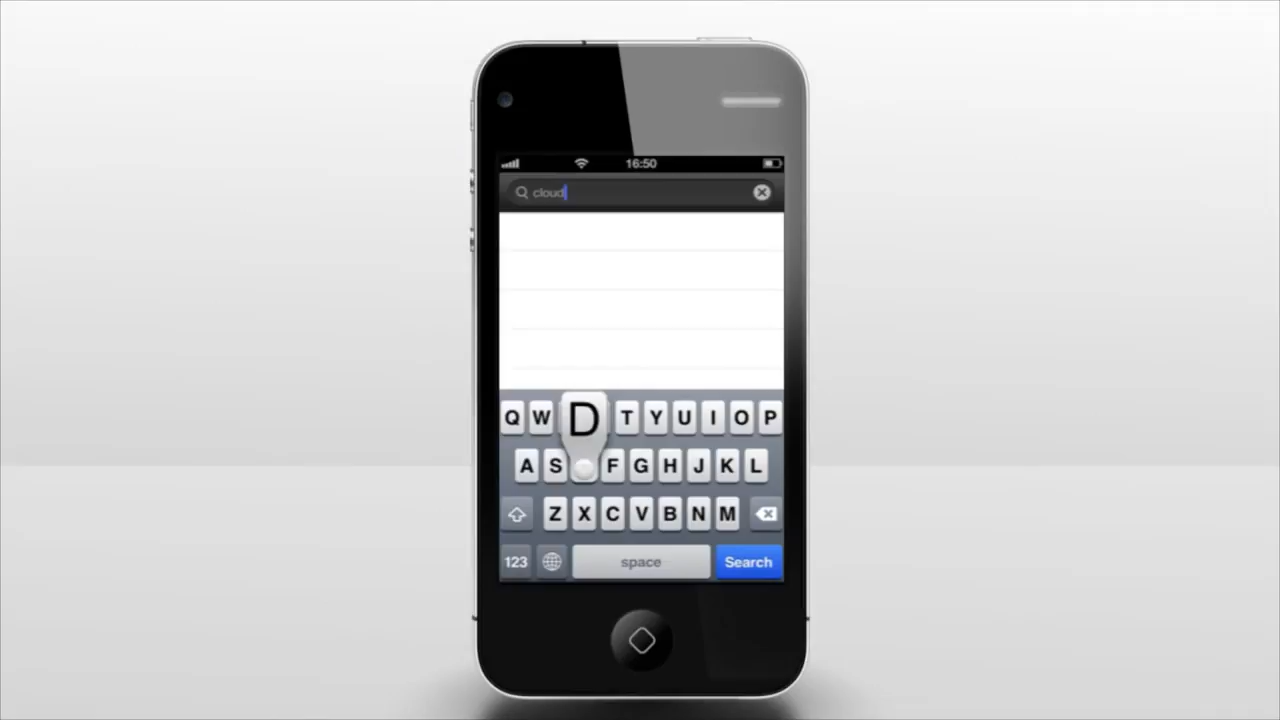 16:50
cloud
Q W D T Y U I O P
A S F G H J K L
Z X C V B N M
123 space Search